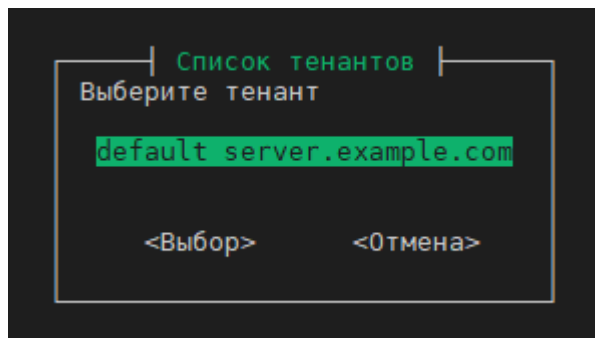 Список тенантов
Выберите тенант
default server.example.com
<Выбор> <Отмена>